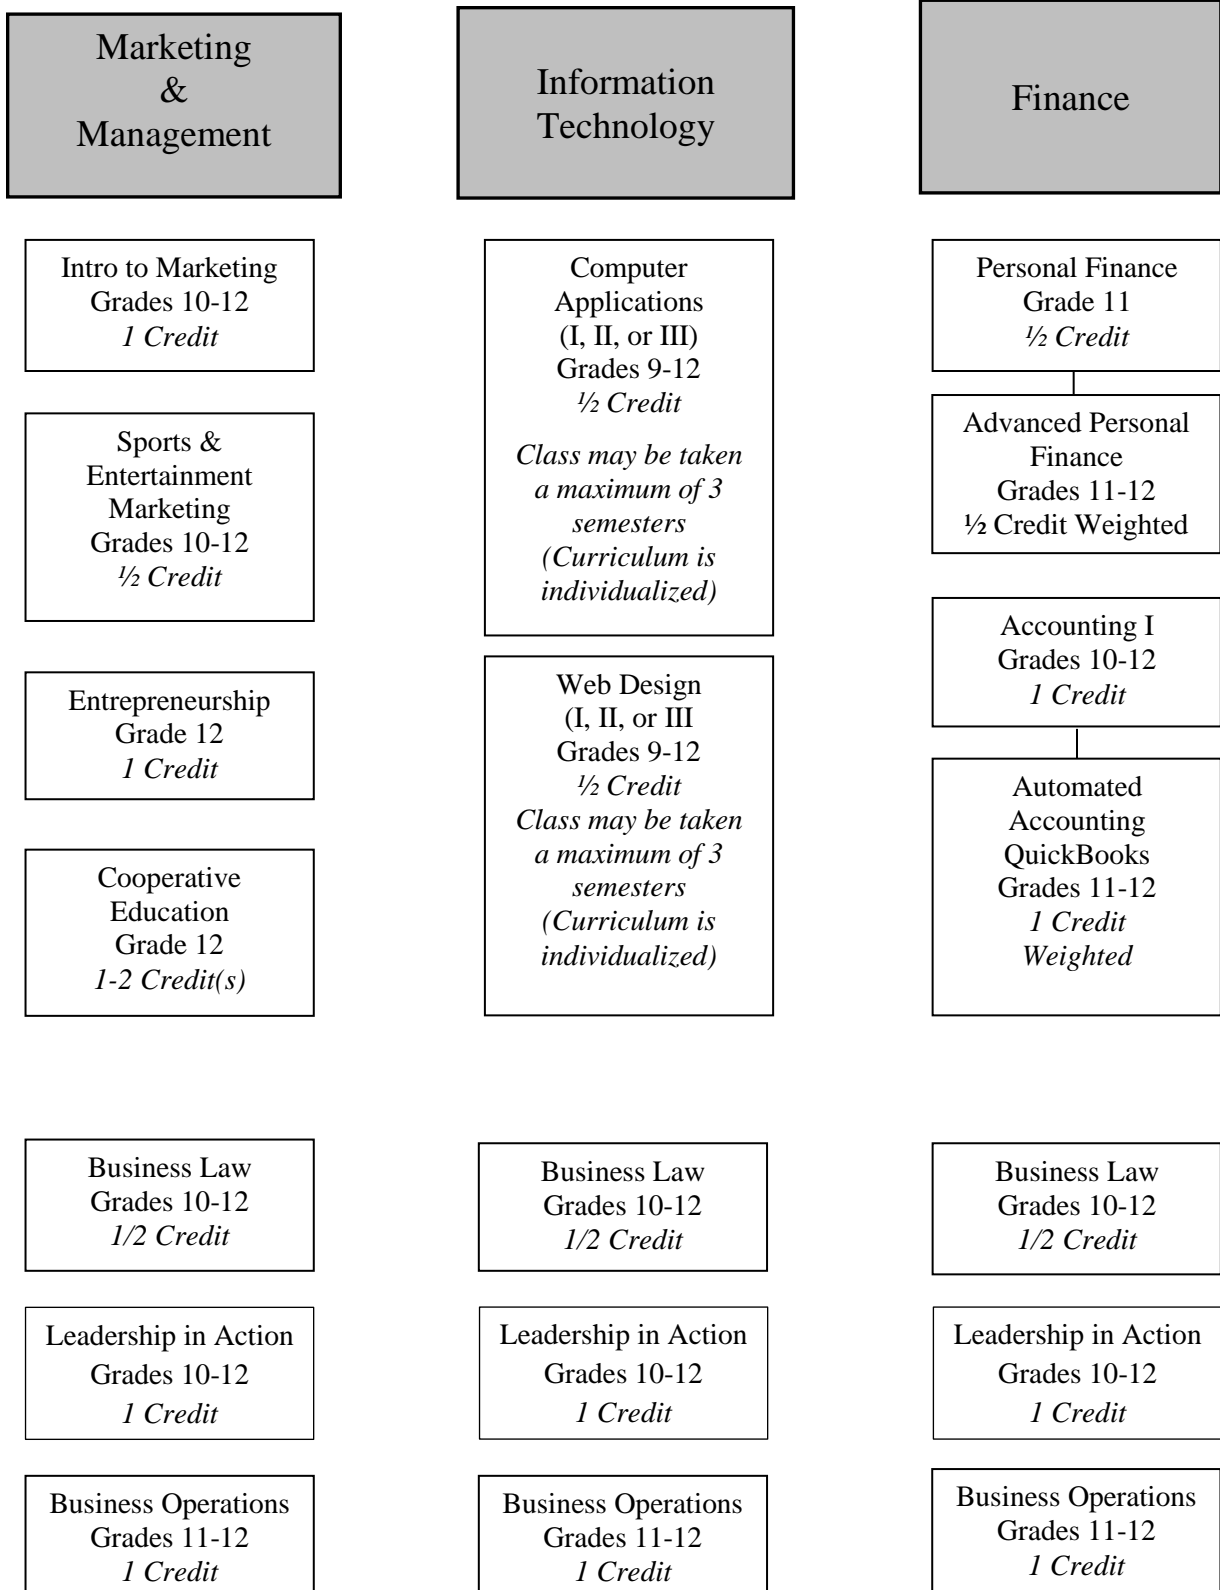 Marketing
&
Management
Intro to Marketing
Grades 10-12
1 Credit
Sports &
Entertainment
Marketing
Grades 10-12
½ Credit
Entrepreneurship
Grade 12
1 Credit
Cooperative
Education
Grade 12
1-2 Credit(s)
Business Law
Grades 10-12
1/2 Credit
Leadership in Action
Grades 10-12
1 Credit
Business Operations
Grades 11-12
1 Credit
Information
Technology
Computer
Applications
(I, II, or III)
Grades 9-12
½ Credit
Class may be taken
a maximum of 3
semesters
(Curriculum is
individualized)
Web Design
(I, II, or III
Grades 9-12
½ Credit
Class may be taken
a maximum of 3
semesters
(Curriculum is
individualized)
Business Law
Grades 10-12
1/2 Credit
Leadership in Action
Grades 10-12
1 Credit
Business Operations
Grades 11-12
1 Credit
Finance
Personal Finance
Grade 11
½ Credit
Advanced Personal
Finance
Grades 11-12
½ Credit Weighted
Accounting I
Grades 10-12
1 Credit
Automated
Accounting
QuickBooks
Grades 11-12
1 Credit
Weighted
Business Law
Grades 10-12
1/2 Credit
Leadership in Action
Grades 10-12
1 Credit
Business Operations
Grades 11-12
1 Credit